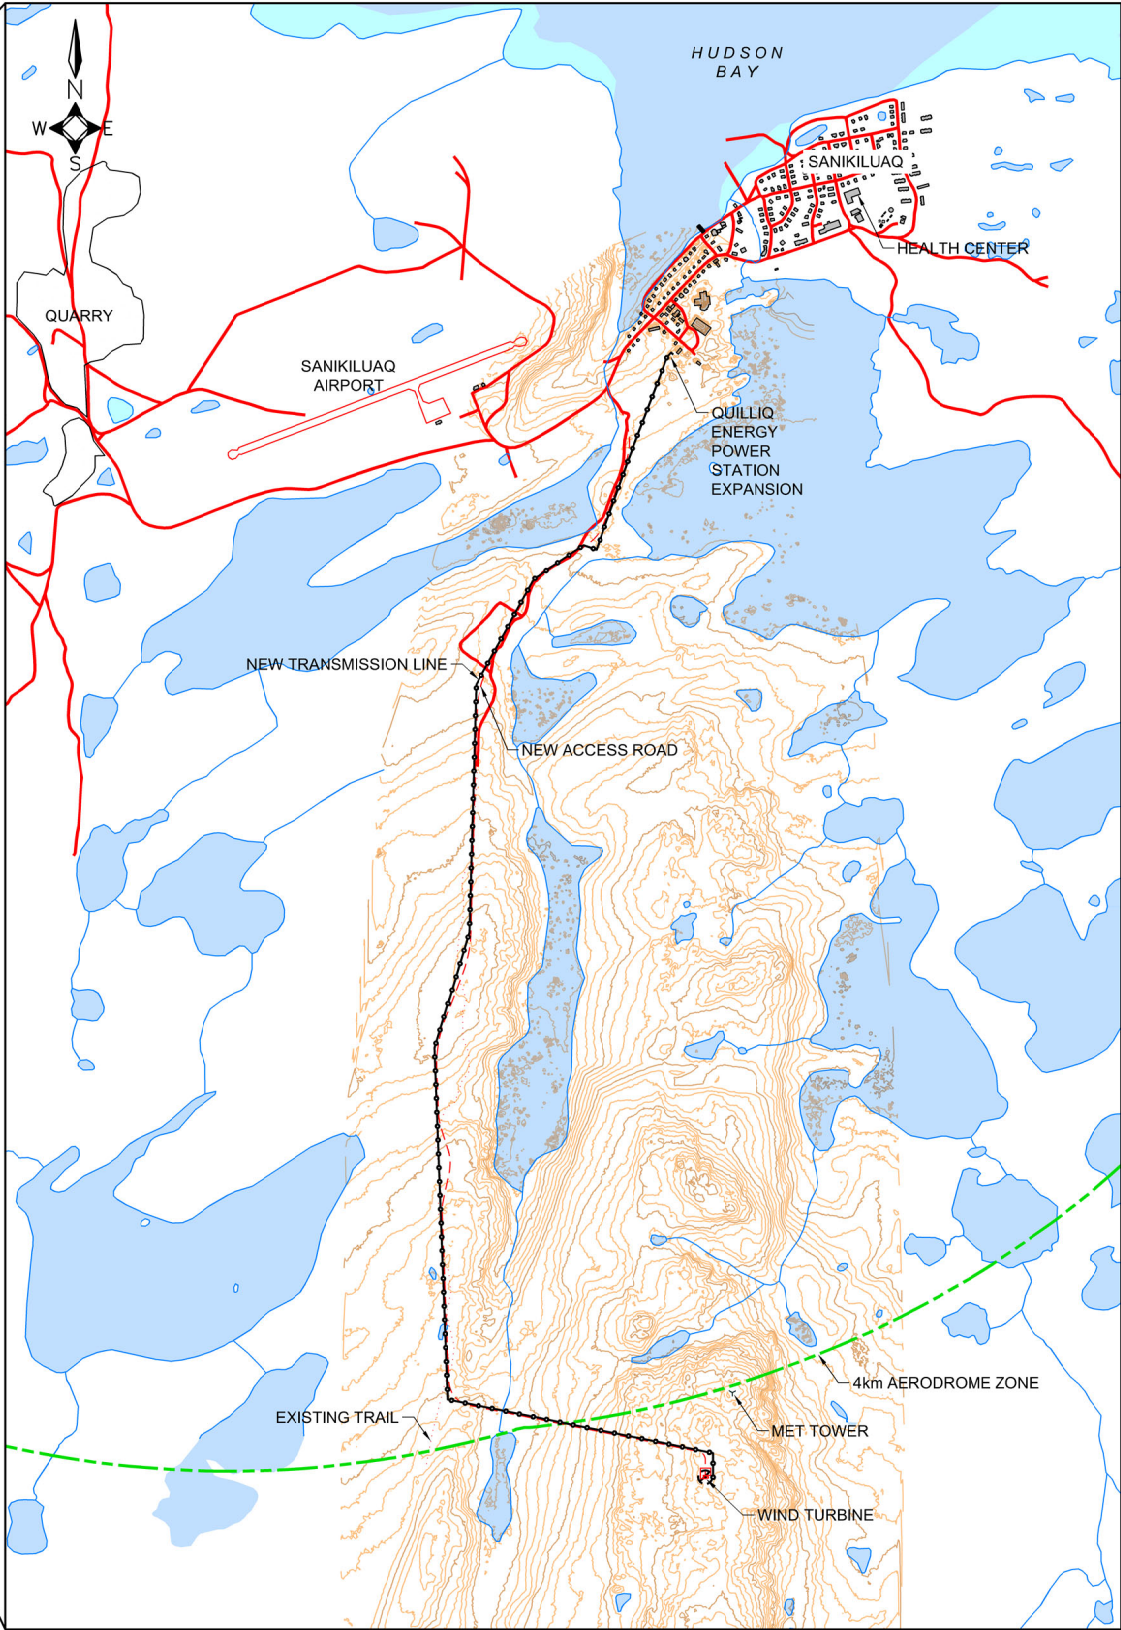 HUDSON
BAY
N
W
E
S
SANIKILUAQ
HEALTH CENTER
QUARRY
SANIKILUAQ
AIRPORT
QUILLIQ
ENERGY
POWER
STATION
EXPANSION
NEW TRANSMISSION LINE
NEW ACCESS ROAD
4km AERODROME ZONE
EXISTING TRAIL
MET TOWER
WIND TURBINE